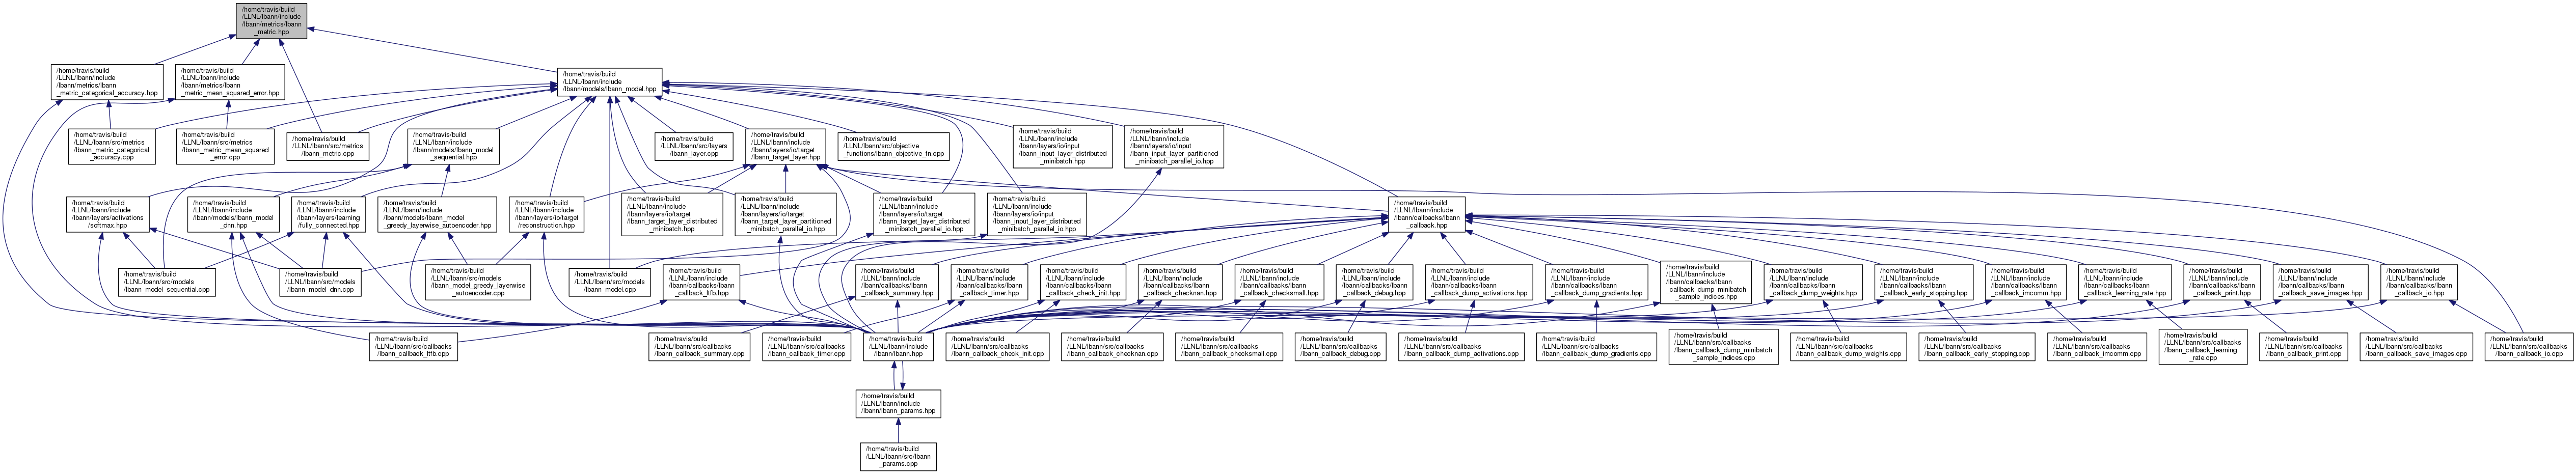 /home/travis/build
/LLNL/lbann/include
/lbann/metrics/lbann
_metric.hpp
/home/travis/build
/LLNL/lbann/include
/lbann/metrics/lbann
_metric_categorical_accuracy.hpp
/home/travis/build
/LLNL/lbann/include
/lbann/metrics/lbann
_metric_mean_squared_error.hpp
/home/travis/build
/LLNL/lbann/include
/lbann/models/lbann_model.hpp
/home/travis/build
/LLNL/lbann/src/metrics
/lbann_metric_categorical
_accuracy.cpp
/home/travis/build
/LLNL/lbann/src/metrics
/lbann_metric_mean_squared
_error.cpp
/home/travis/build
/LLNL/lbann/src/metrics
/lbann_metric.cpp
/home/travis/build
/LLNL/lbann/include
/lbann/models/lbann_model
_sequential.hpp
/home/travis/build
/LLNL/lbann/src/layers
/lbann_layer.cpp
/home/travis/build
/LLNL/lbann/include
/lbann/layers/io/target
/lbann_target_layer.hpp
/home/travis/build
/LLNL/lbann/src/objective
_functions/lbann_objective_fn.cpp
/home/travis/build
/LLNL/lbann/include
/lbann/layers/io/input
/lbann_input_layer_distributed
_minibatch.hpp
/home/travis/build
/LLNL/lbann/include
/lbann/layers/io/input
/lbann_input_layer_partitioned
_minibatch_parallel_io.hpp
/home/travis/build
/LLNL/lbann/include
/lbann/layers/activations
/softmax.hpp
/home/travis/build
/LLNL/lbann/include
/lbann/models/lbann_model
_dnn.hpp
/home/travis/build
/LLNL/lbann/include
/lbann/layers/learning
/fully_connected.hpp
/home/travis/build
/LLNL/lbann/include
/lbann/models/lbann_model
_greedy_layerwise_autoencoder.hpp
/home/travis/build
/LLNL/lbann/include
/lbann/layers/io/target
/reconstruction.hpp
/home/travis/build
/LLNL/lbann/include
/lbann/layers/io/target
/lbann_target_layer_distributed
_minibatch.hpp
/home/travis/build
/LLNL/lbann/include
/lbann/layers/io/target
/lbann_target_layer_partitioned
_minibatch_parallel_io.hpp
/home/travis/build
/LLNL/lbann/include
/lbann/layers/io/target
/lbann_target_layer_distributed
_minibatch_parallel_io.hpp
/home/travis/build
/LLNL/lbann/include
/lbann/layers/io/input
/lbann_input_layer_distributed
_minibatch_parallel_io.hpp
/home/travis/build
/LLNL/lbann/include
/lbann/callbacks/lbann
_callback.hpp
/home/travis/build
/LLNL/lbann/src/models
/lbann_model_sequential.cpp
/home/travis/build
/LLNL/lbann/src/models
/lbann_model_dnn.cpp
/home/travis/build
/LLNL/lbann/src/models
/lbann_model_greedy_layerwise
_autoencoder.cpp
/home/travis/build
/LLNL/lbann/src/models
/lbann_model.cpp
/home/travis/build
/LLNL/lbann/include
/lbann/callbacks/lbann
_callback_ltfb.hpp
/home/travis/build
/LLNL/lbann/include
/lbann/callbacks/lbann
_callback_summary.hpp
/home/travis/build
/LLNL/lbann/include
/lbann/callbacks/lbann
_callback_timer.hpp
/home/travis/build
/LLNL/lbann/include
/lbann/callbacks/lbann
_callback_check_init.hpp
/home/travis/build
/LLNL/lbann/include
/lbann/callbacks/lbann
_callback_checknan.hpp
/home/travis/build
/LLNL/lbann/include
/lbann/callbacks/lbann
_callback_checksmall.hpp
/home/travis/build
/LLNL/lbann/include
/lbann/callbacks/lbann
_callback_debug.hpp
/home/travis/build
/LLNL/lbann/include
/lbann/callbacks/lbann
_callback_dump_activations.hpp
/home/travis/build
/LLNL/lbann/include
/lbann/callbacks/lbann
_callback_dump_gradients.hpp
/home/travis/build
/LLNL/lbann/include
/lbann/callbacks/lbann
_callback_dump_minibatch
_sample_indices.hpp
/home/travis/build
/LLNL/lbann/include
/lbann/callbacks/lbann
_callback_dump_weights.hpp
/home/travis/build
/LLNL/lbann/include
/lbann/callbacks/lbann
_callback_early_stopping.hpp
/home/travis/build
/LLNL/lbann/include
/lbann/callbacks/lbann
_callback_imcomm.hpp
/home/travis/build
/LLNL/lbann/include
/lbann/callbacks/lbann
_callback_learning_rate.hpp
/home/travis/build
/LLNL/lbann/include
/lbann/callbacks/lbann
_callback_print.hpp
/home/travis/build
/LLNL/lbann/include
/lbann/callbacks/lbann
_callback_save_images.hpp
/home/travis/build
/LLNL/lbann/include
/lbann/callbacks/lbann
_callback_io.hpp
/home/travis/build
/LLNL/lbann/src/callbacks
/lbann_callback_ltfb.cpp
/home/travis/build
/LLNL/lbann/src/callbacks
/lbann_callback_summary.cpp
/home/travis/build
/LLNL/lbann/src/callbacks
/lbann_callback_timer.cpp
/home/travis/build
/LLNL/lbann/include
/lbann/lbann.hpp
/home/travis/build
/LLNL/lbann/src/callbacks
/lbann_callback_check_init.cpp
/home/travis/build
/LLNL/lbann/src/callbacks
/lbann_callback_checknan.cpp
/home/travis/build
/LLNL/lbann/src/callbacks
/lbann_callback_checksmall.cpp
/home/travis/build
/LLNL/lbann/src/callbacks
/lbann_callback_debug.cpp
/home/travis/build
/LLNL/lbann/src/callbacks
/lbann_callback_dump_activations.cpp
/home/travis/build
/LLNL/lbann/src/callbacks
/lbann_callback_dump_gradients.cpp
/home/travis/build
/LLNL/lbann/src/callbacks
/lbann_callback_dump_minibatch
_sample_indices.cpp
/home/travis/build
/LLNL/lbann/src/callbacks
/lbann_callback_dump_weights.cpp
/home/travis/build
/LLNL/lbann/src/callbacks
/lbann_callback_early_stopping.cpp
/home/travis/build
/LLNL/lbann/src/callbacks
/lbann_callback_imcomm.cpp
/home/travis/build
/LLNL/lbann/src/callbacks
/lbann_callback_learning
_rate.cpp
/home/travis/build
/LLNL/lbann/src/callbacks
/lbann_callback_print.cpp
/home/travis/build
/LLNL/lbann/src/callbacks
/lbann_callback_save_images.cpp
/home/travis/build
/LLNL/lbann/src/callbacks
/lbann_callback_io.cpp
/home/travis/build
/LLNL/lbann/include
/lbann/lbann_params.hpp
/home/travis/build
/LLNL/lbann/src/lbann
_params.cpp